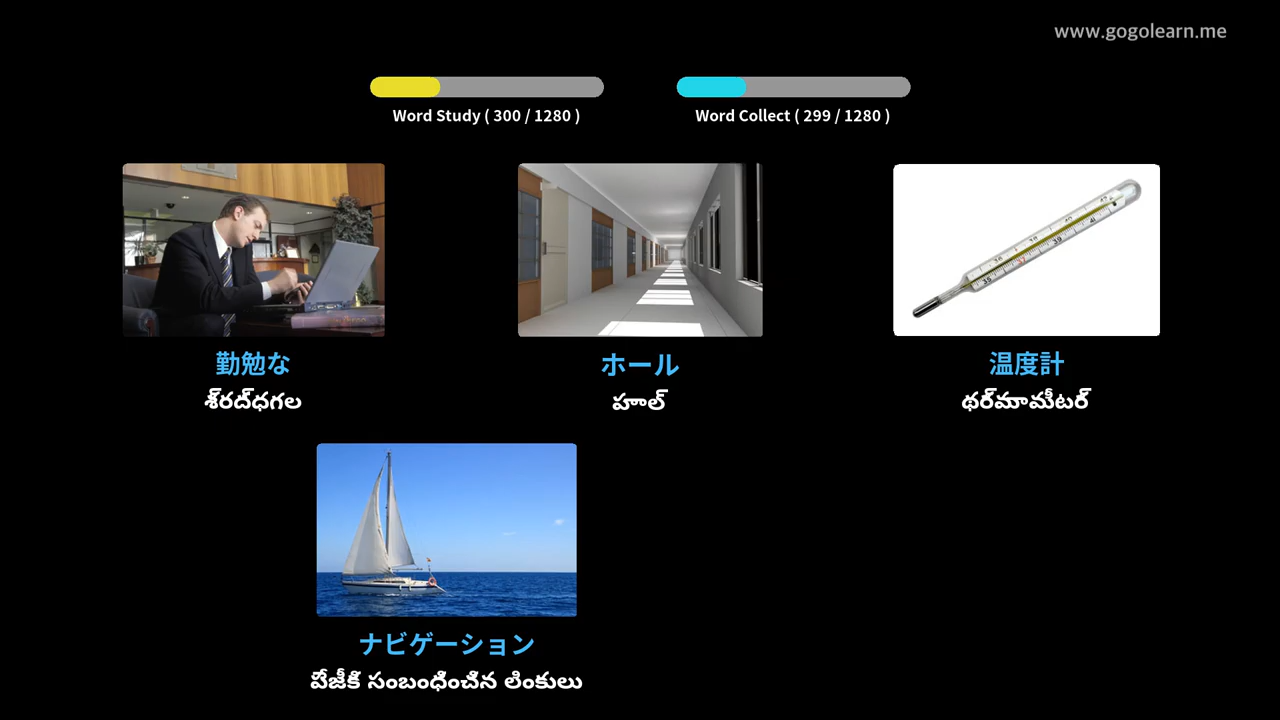 www.gogolearn.me
Word Study ( 300 / 1280 )
Word Collect ( 299 / 1280 )
勤勉な
ホール
温度計
శ్రద్ధగల
హాల్
థర్మామీటర్
ナビゲーション
పేజీకి సంబంధించిన లింకులు